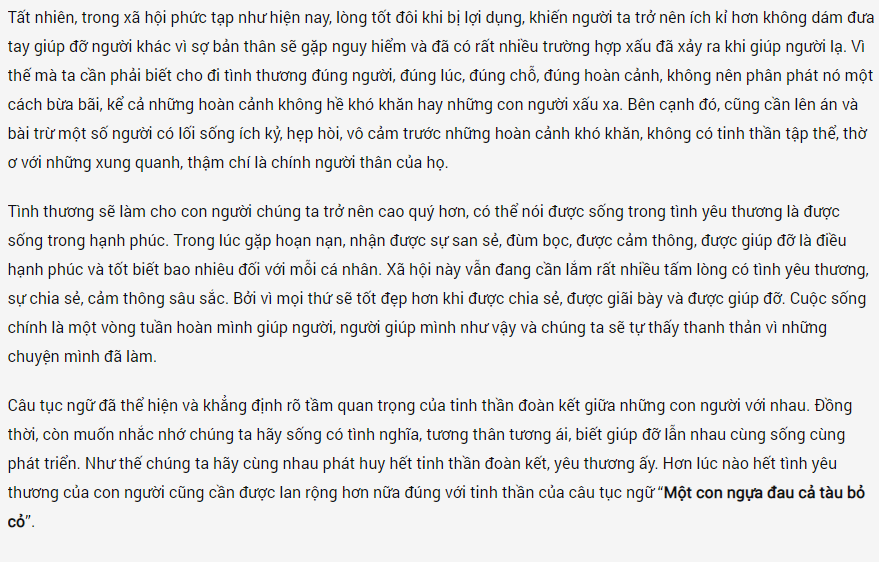 Tất nhiên, trong xã hội phức tạp như hiện nay, lòng tốt đôi khi bị lợi dụng, khiến người ta trở nên ích kỉ hơn không dám đưa
tay giúp đỡ người khác vì sợ bản thân sẽ gặp nguy hiểm và đã có rất nhiều trường hợp xấu đã xảy ra khi giúp người lạ. Vì
thế mà ta cần phải biết cho đi tình thương đúng người, đúng lúc, đúng chỗ, đúng hoàn cảnh, không nên phân phát nó một
cách bừa bãi, kể cả những hoàn cảnh không hề khó khăn hay những con người xấu xa. Bên cạnh đó, cũng cần lên án và
bài trừ một số người có lối sống ích kỷ, hẹp hòi, vô cảm trước những hoàn cảnh khó khăn, không có tinh thần tập thể, thờ
ơ với những xung quanh, thậm chí là chính người thân của họ.
Tình thương sẽ làm cho con người chúng ta trở nên cao quý hơn, có thể nói được sống trong tình yêu thương là được
sống trong hạnh phúc. Trong lúc gặp hoạn nạn, nhận được sự san sẻ, đùm bọc, được cảm thông, được giúp đỡ là điều
hạnh phúc và tốt biết bao nhiêu đối với mỗi cá nhân. Xã hội này vẫn đang cần lắm rất nhiều tấm lòng có tình yêu thương,
sự chia sẻ, cảm thông sâu sắc. Bởi vì mọi thứ sẽ tốt đẹp hơn khi được chia sẻ, được giãi bày và được giúp đỡ. Cuộc sống
chính là một vòng tuần hoàn mình giúp người, người giúp mình như vậy và chúng ta sẽ tự thấy thanh thản vì những
chuyện mình đã làm.
Câu tục ngữ đã thể hiện và khẳng định rõ tầm quan trọng của tinh thần đoàn kết giữa những con người với nhau. Đồng
thời, còn muốn nhắc nhớ chúng ta hãy sống có tình nghĩa, tương thân tương ái, biết giúp đỡ lẫn nhau cùng sống cùng
phát triển. Như thế chúng ta hãy cùng nhau phát huy hết tinh thần đoàn kết, yêu thương ấy. Hơn lúc nào hết tình yêu
thương của con người cũng cần được lan rộng hơn nữa đúng với tinh thần của câu tục ngữ “Một con ngựa đau cả tàu bỏ
cỏ”.